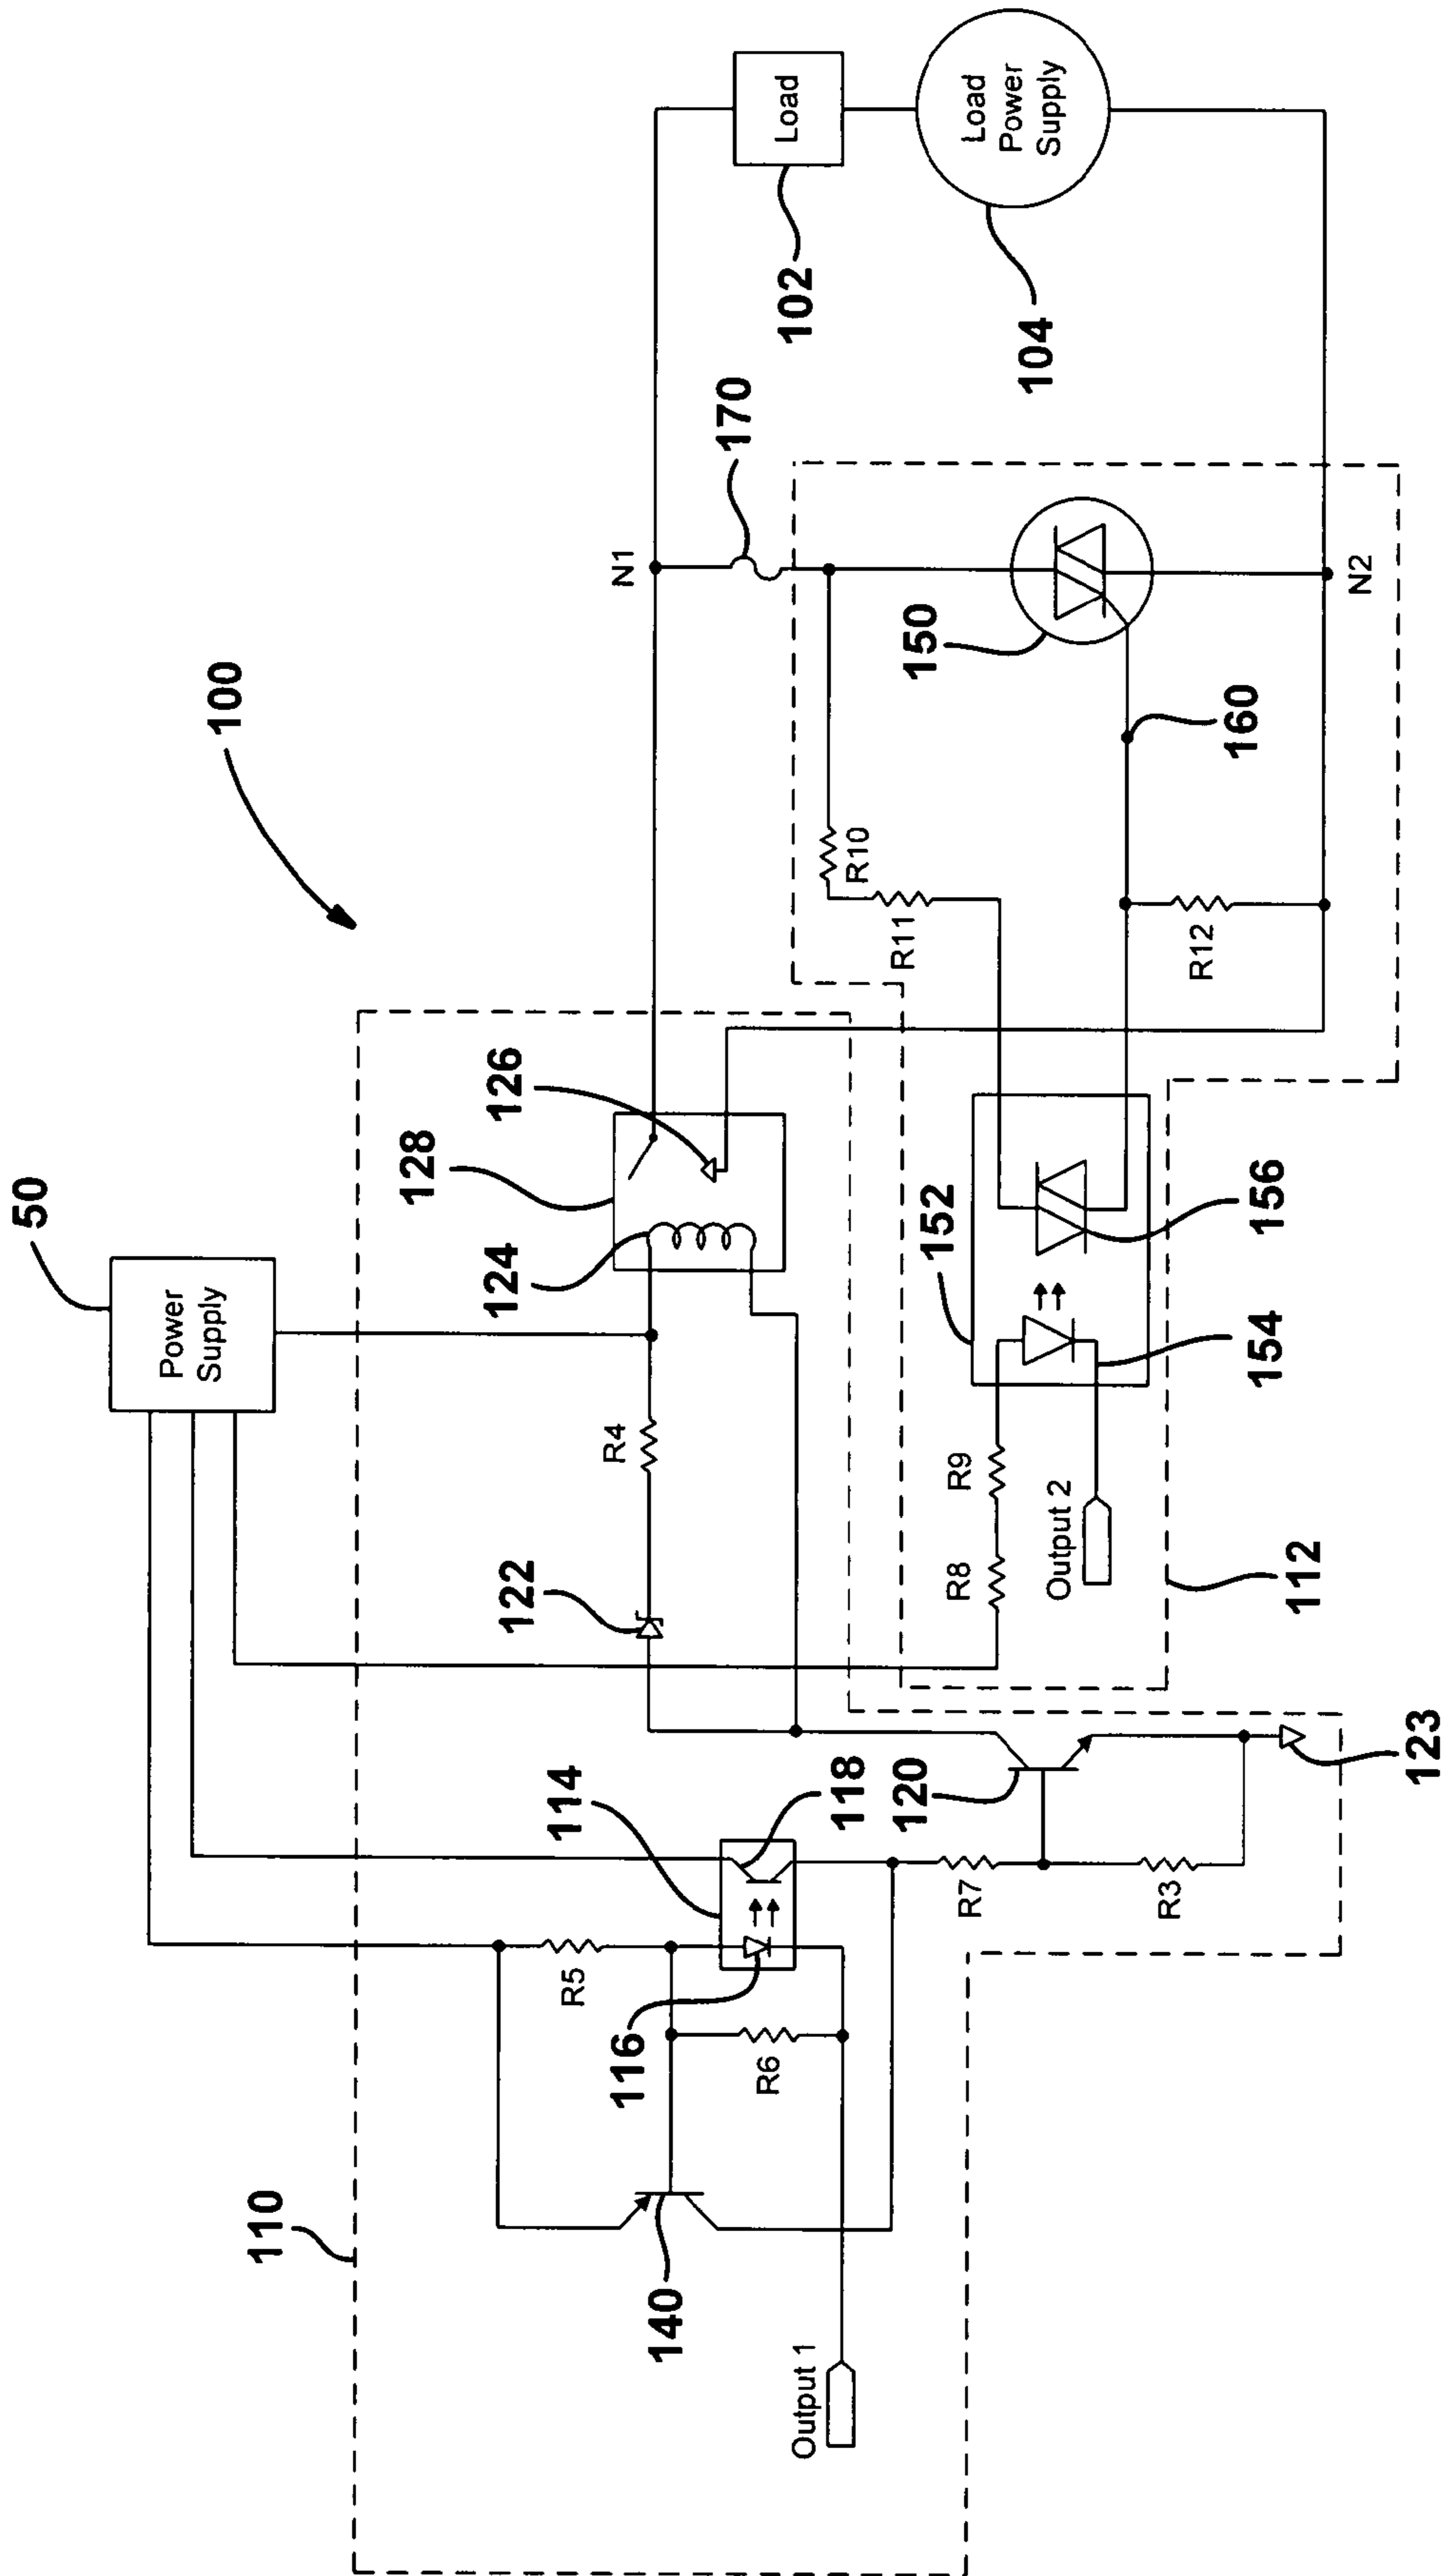 50
Power
Supply
100
110
128
126
124
122
R4
N1
170
102
Load
104
Load
Power
Supply
114
118
116
R5
R6
140
Output 1
120
R7
R3
123
R8
R9
Output 2
152
154
156
112
R10
R11
R12
150
160
N2